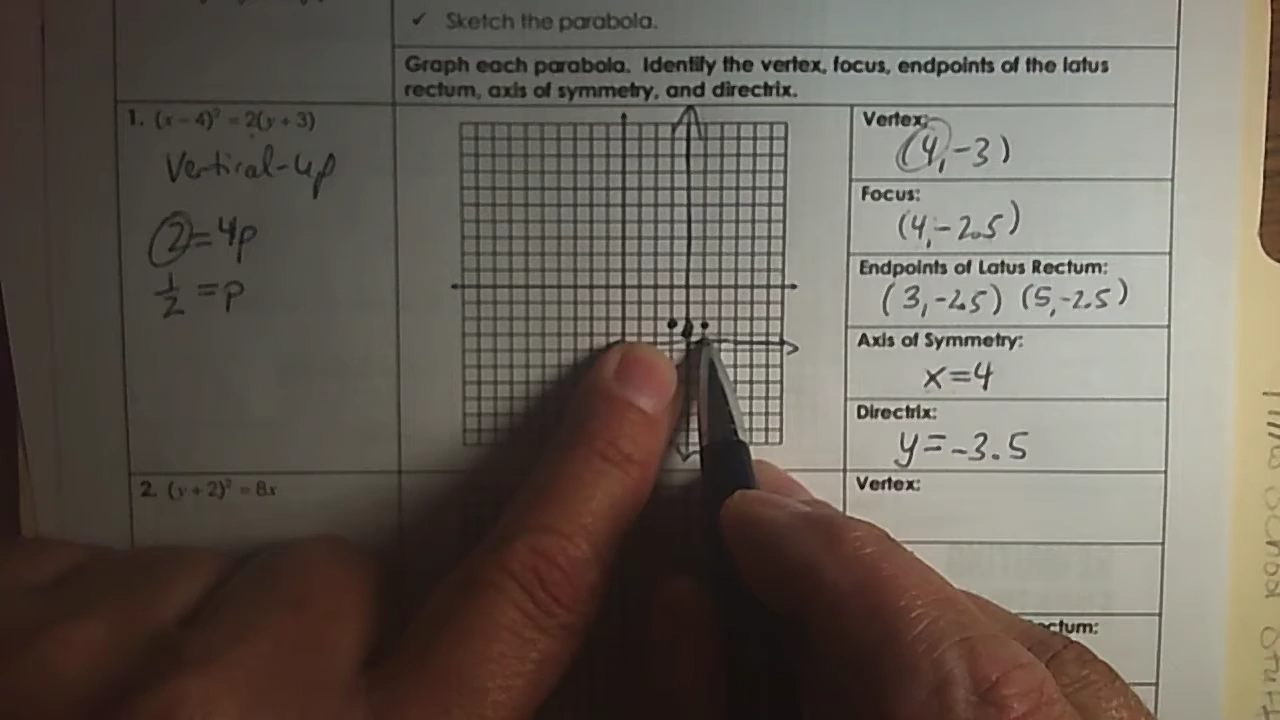 ✓ Sketch the parabola.
Graph each parabola. Identify the vertex, focus, endpoints of the latus
rectum, axis of symmetry, and directrix.
1. (x − 4)² = 2(y + 3)
Vertical-up
2 = 4p
1/2 = p
Vertex:
(4, -3)
Focus:
(4, -2.5)
Endpoints of Latus Rectum:
(3, -2.5) (5, -2.5)
Axis of Symmetry:
x = 4
Directrix:
y = -3.5
2. (y + 2)² = 8x
Vertex:
ctum: